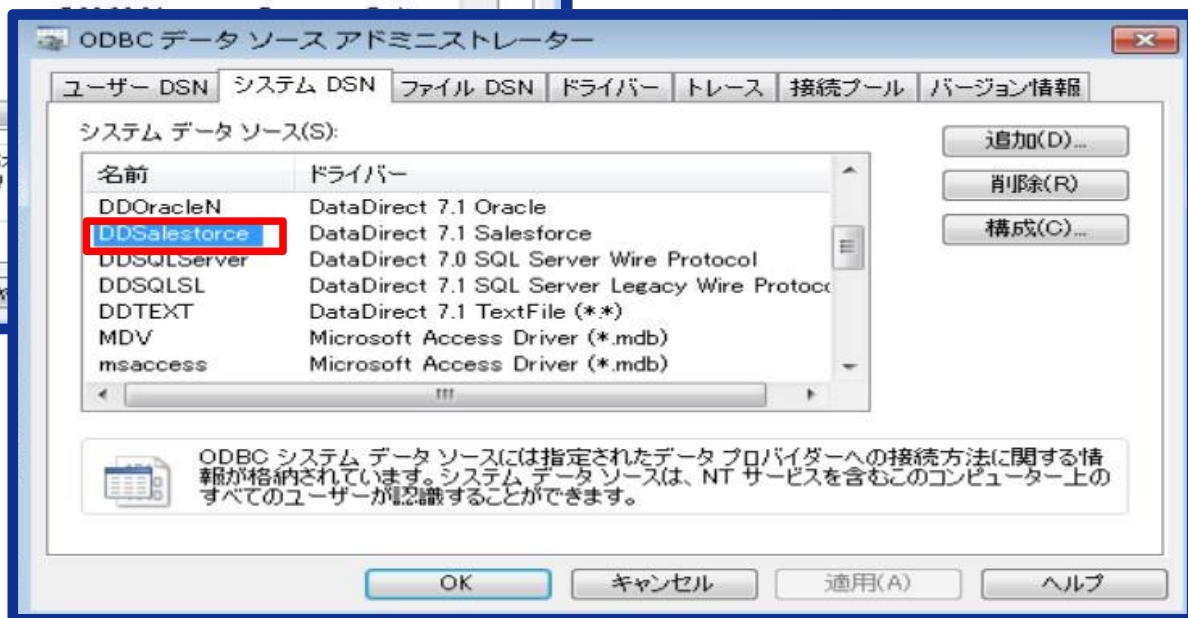 ODBC データ ソース アドミニストレーター
ユーザー DSN システム DSN ファイル DSN ドライバー トレース 接続プール バージョン情報
システム データ ソース(S):
追加(D)...
名前 ドライバー
削除(R)
DDOracleN DataDirect 7.1 Oracle
DDSalesforce DataDirect 7.1 Salesforce
構成(C)...
DDSQLServer DataDirect 7.0 SQL Server Wire Protocol
DDSQLSL DataDirect 7.1 SQL Server Legacy Wire Protoc
DDTEXT DataDirect 7.1 TextFile (*.*)
MDV Microsoft Access Driver (*.mdb)
msaccess Microsoft Access Driver (*.mdb)
ODBC システム データ ソースには指定されたデータ プロバイダーへの接続方法に関する情
報が格納されています。システム データ ソースは、NT サービスを含むこのコンピューター上の
すべてのユーザーが認識することができます。
OK キャンセル 適用(A) ヘルプ